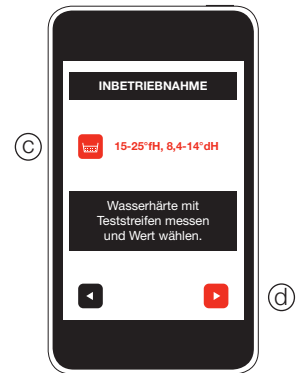 INBETRIEBNAHME
c
15-25°fH, 8,4-14°dH
Wasserhärte mit
Teststreifen messen
und Wert wählen.
d